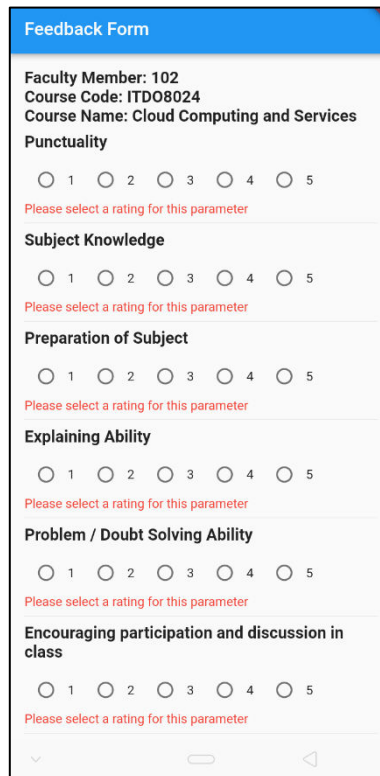 Feedback Form
Faculty Member: 102
Course Code: ITDO8024
Course Name: Cloud Computing and Services
Punctuality
1 2 3 4 5
Please select a rating for this parameter
Subject Knowledge
1 2 3 4 5
Please select a rating for this parameter
Preparation of Subject
1 2 3 4 5
Please select a rating for this parameter
Explaining Ability
1 2 3 4 5
Please select a rating for this parameter
Problem / Doubt Solving Ability
1 2 3 4 5
Please select a rating for this parameter
Encouraging participation and discussion in
class
1 2 3 4 5
Please select a rating for this parameter